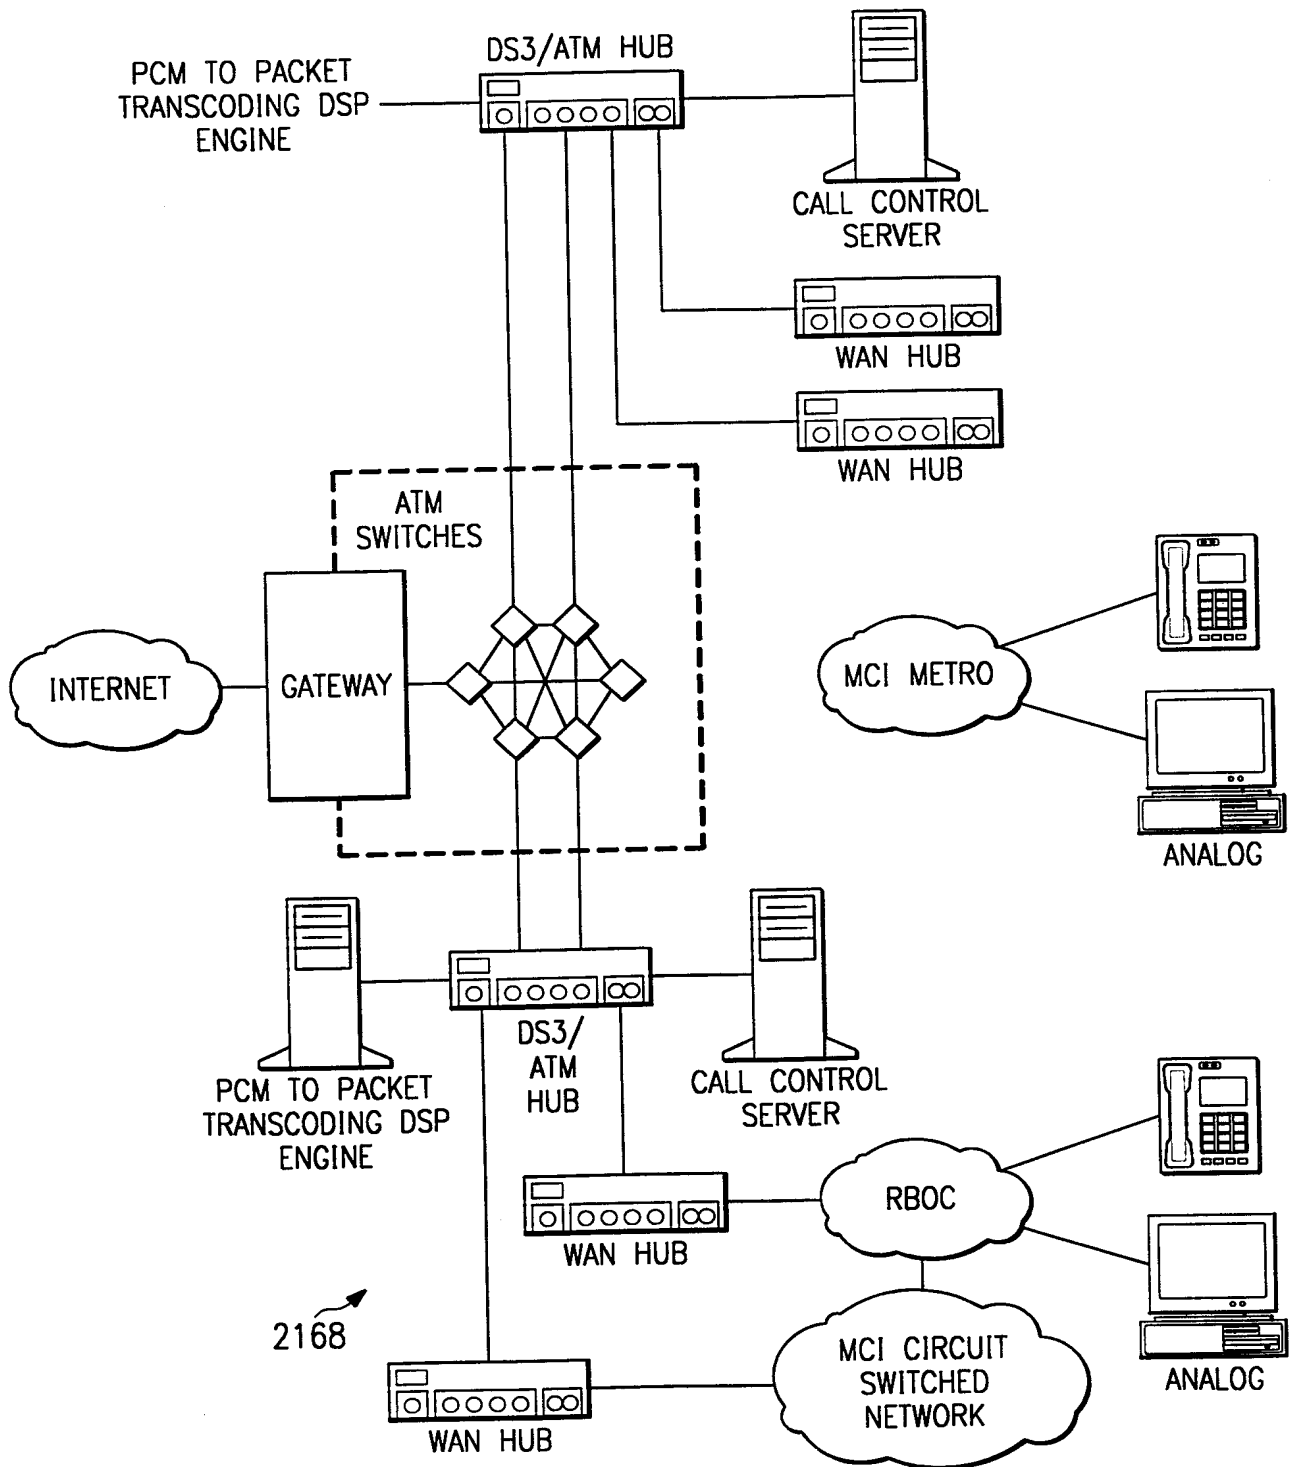 DS3/ATM HUB
PCM TO PACKET
TRANSCODING DSP
ENGINE
CALL CONTROL
SERVER
WAN HUB
WAN HUB
ATM
SWITCHES
INTERNET
GATEWAY
MCI METRO
ANALOG
DS3/
ATM
HUB
PCM TO PACKET
TRANSCODING DSP
ENGINE
CALL CONTROL
SERVER
RBOC
WAN HUB
2168
MCI CIRCUIT
SWITCHED
NETWORK
ANALOG
WAN HUB